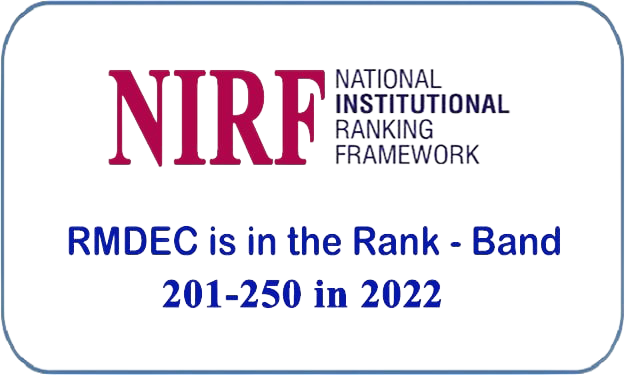 NIRF
NATIONAL
INSTITUTIONAL
RANKING
FRAMEWORK
RMDEC is in the Rank - Band
201-250 in 2022